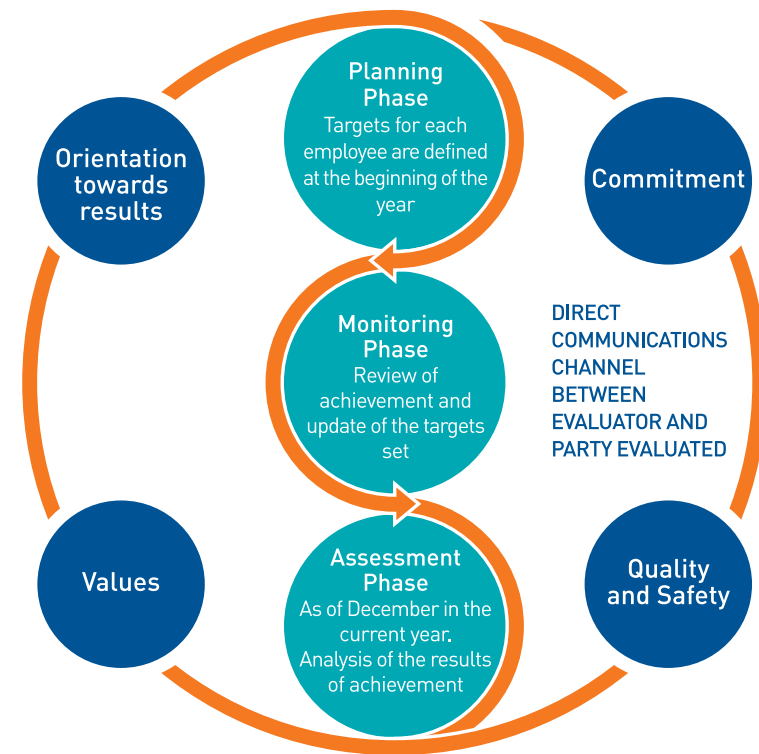 Planning
Phase
Targets for each
employee are defined
at the beginning of the
year
Orientation
towards
results
Commitment
Monitoring
Phase
Review of
achievement and
update of the targets
set
DIRECT
COMMUNICATIONS
CHANNEL
BETWEEN
EVALUATOR AND
PARTY EVALUATED
Values
Assessment
Phase
As of December in the
current year.
Analysis of the results
of achievement
Quality
and Safety